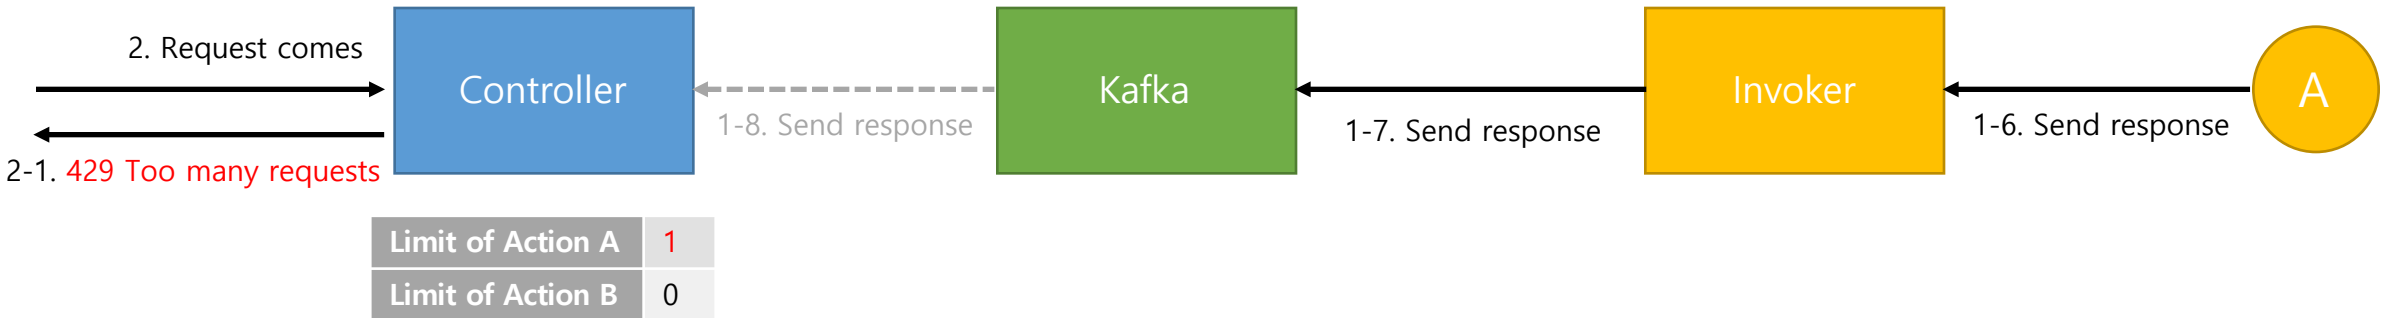 2. Request comes
Controller
Kafka
Invoker
A
1-8. Send response
1-7. Send response
1-6. Send response
2-1. 429 Too many requests
Limit of Action A 1
Limit of Action B 0